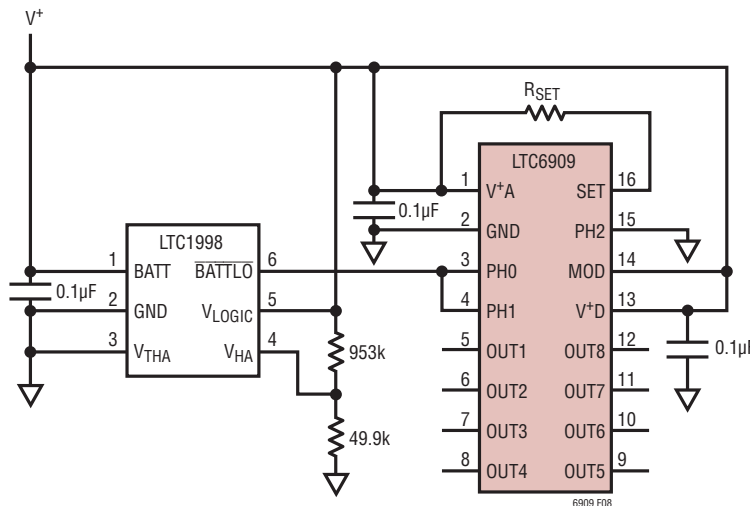 V+
RSET
LTC6909
1 V+A SET 16
0.1µF
2 GND PH2 15
3 PH0 MOD 14
4 PH1 V+D 13
5 OUT1 OUT8 12
6 OUT2 OUT7 11
7 OUT3 OUT6 10
8 OUT4 OUT5 9
0.1µF
LTC1998
1 BATT BATTLO 6
0.1µF
2 GND VLOGIC 5
3 VTHA VHA 4
953k
49.9k
6909 F08